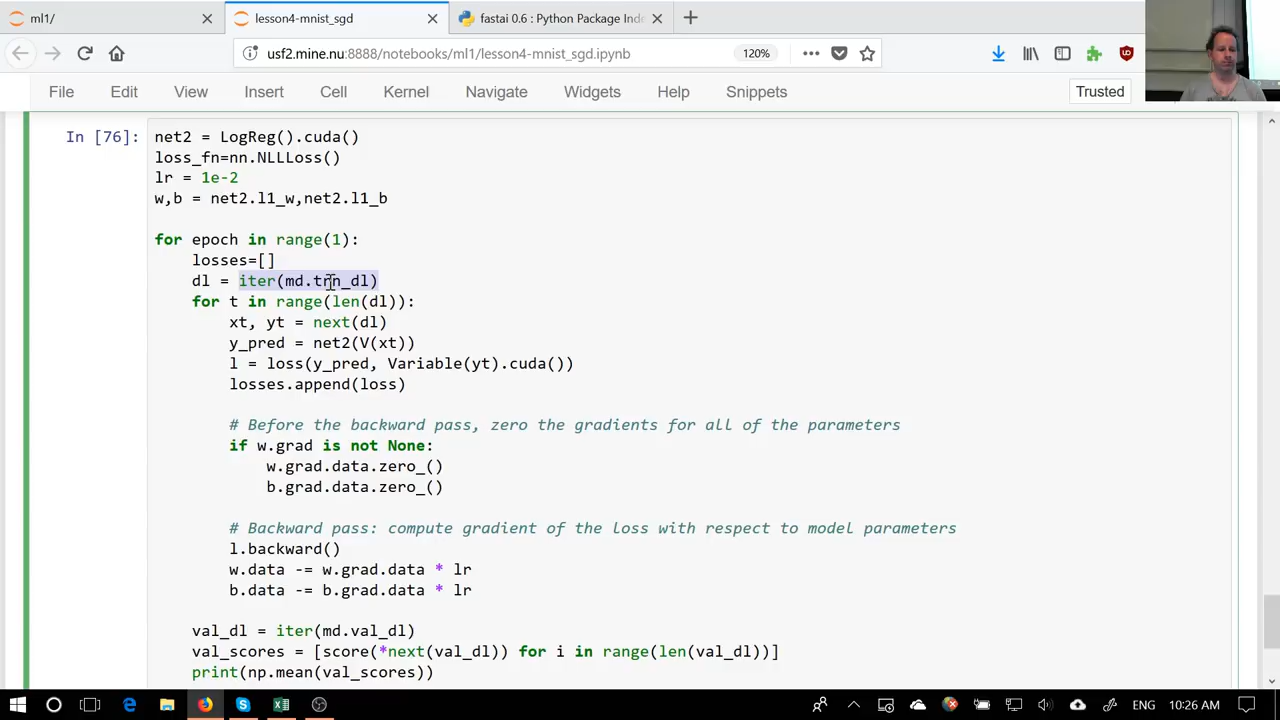 ml1/
lesson4-mnist_sgd
fastai 0.6 : Python Package Inde
usf2.mine.nu:8888/notebooks/ml1/lesson4-mnist_sgd.ipynb
120%
File Edit View Insert Cell Kernel Navigate Widgets Help Snippets Trusted
In [76]:
net2 = LogReg().cuda()
loss_fn=nn.NLLLoss()
lr = 1e-2
w,b = net2.l1_w,net2.l1_b
for epoch in range(1):
losses=[]
dl = iter(md.trn_dl)
for t in range(len(dl)):
xt, yt = next(dl)
y_pred = net2(V(xt))
l = loss(y_pred, Variable(yt).cuda())
losses.append(loss)
# Before the backward pass, zero the gradients for all of the parameters
if w.grad is not None:
w.grad.data.zero_()
b.grad.data.zero_()
# Backward pass: compute gradient of the loss with respect to model parameters
l.backward()
w.data -= w.grad.data * lr
b.data -= b.grad.data * lr
val_dl = iter(md.val_dl)
val_scores = [score(*next(val_dl)) for i in range(len(val_dl))]
print(np.mean(val_scores))
ENG 10:26 AM